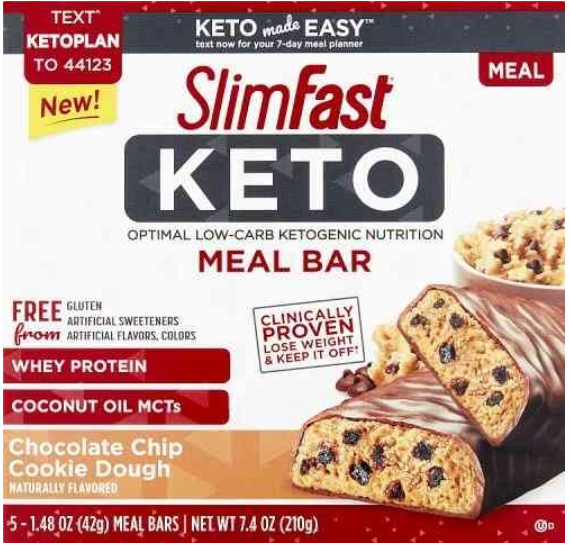 TEXT^
KETOPLAN
TO 44123
KETO made EASY™
text now for your 7-day meal planner
MEAL
New!
SlimFast
KETO
OPTIMAL LOW-CARB KETOGENIC NUTRITION
MEAL BAR
FREE from
GLUTEN
ARTIFICIAL SWEETENERS
ARTIFICIAL FLAVORS, COLORS
CLINICALLY
PROVEN
LOSE WEIGHT
& KEEP IT OFF†
WHEY PROTEIN
COCONUT OIL MCTs
Chocolate Chip
Cookie Dough
NATURALLY FLAVORED
5 - 1.48 OZ (42g) MEAL BARS | NET WT 7.4 OZ (210g)
U D